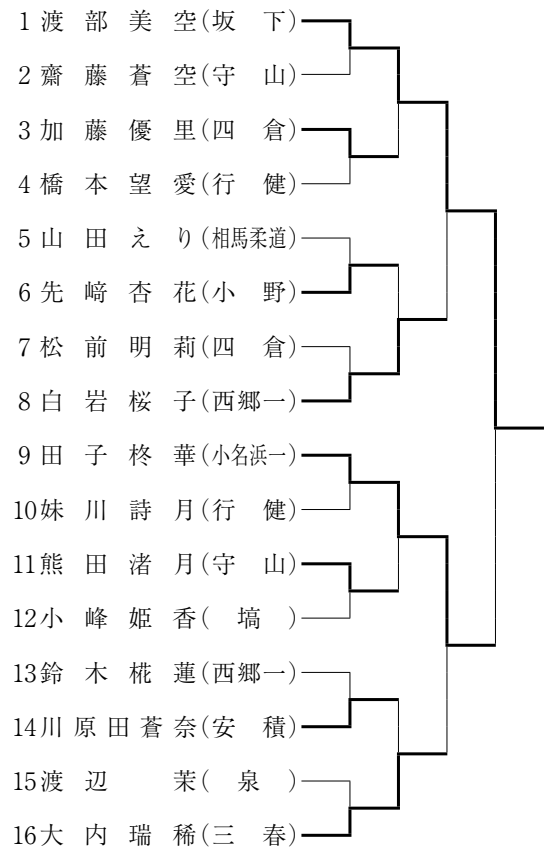 1 渡部美空(坂下)
2 齋藤蒼空(守山)
3 加藤優里(四倉)
4 橋本望愛(行健)
5 山田えり(相馬柔道)
6 先﨑杏花(小野)
7 松前明莉(四倉)
8 白岩桜子(西郷一)
9 田子柊華(小名浜一)
10 妹川詩月(行健)
11 熊田渚月(守山)
12 小峰姫香(塙)
13 鈴木椛蓮(西郷一)
14 川原田蒼奈(安積)
15 渡辺茉(泉)
16 大内瑞稀(三春)